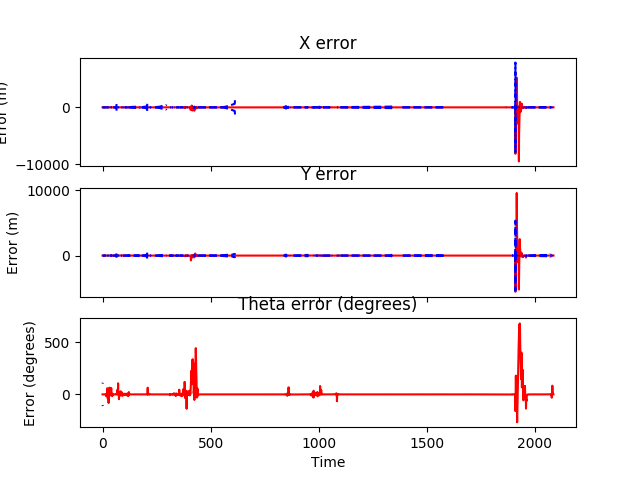 X error
Error (m)
0
−10000
Y error
10000
Error (m)
0
Theta error (degrees)
Error (degrees)
500
0
0
500
1000
1500
2000
Time